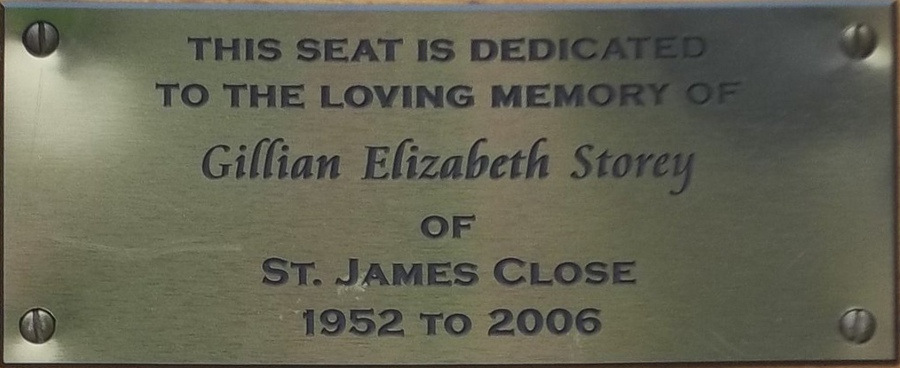 THIS SEAT IS DEDICATED
TO THE LOVING MEMORY OF
Gillian Elizabeth Storey
OF
ST. JAMES CLOSE
1952 TO 2006